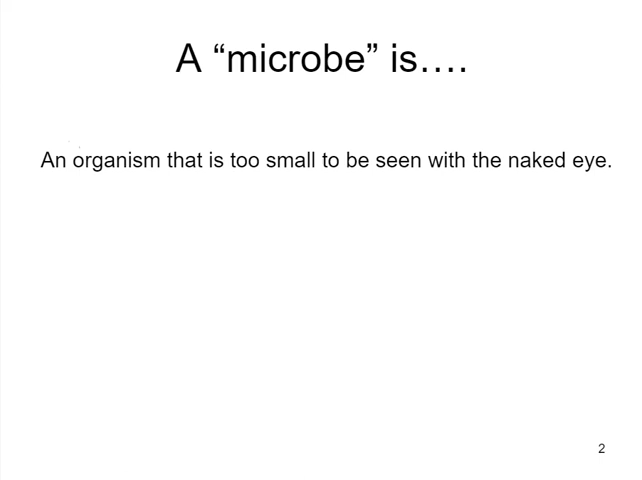 A “microbe” is….
An organism that is too small to be seen with the naked eye.
2